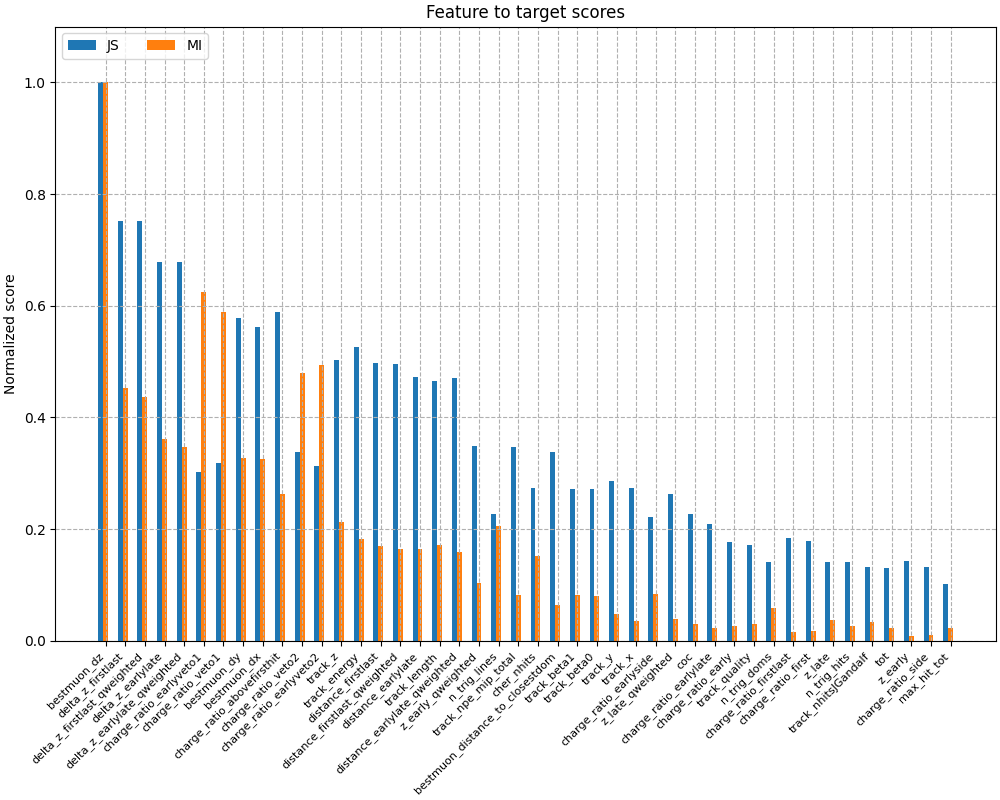 Feature to target scores
JS
MI
Normalized score
1.0
0.8
0.6
0.4
0.2
0.0
bestmuon_dz
delta_z_firstlast
delta_z_firstlast_qweighted
delta_z_earlylate
delta_z_earlylate_qweighted
charge_ratio_earlyveto1
charge_ratio_veto1
bestmuon_dy
bestmuon_dx
charge_ratio_abovefirsthit
charge_ratio_veto2
charge_ratio_earlyveto2
track_z
track_energy
distance_firstlast
distance_firstlast_qweighted
distance_earlylate
track_length
distance_earlylate_qweighted
z_early_qweighted
n_trig_lines
track_npe_mip_total
cher_nhits
bestmuon_distance_to_closestdom
track_beta1
track_beta0
track_y
track_x
charge_ratio_earlyside
z_late_qweighted
coc
charge_ratio_earlylate
charge_ratio_early
track_quality
n_trig_doms
charge_ratio_firstlast
charge_ratio_first
z_late
n_trig_hits
track_nhitsJGandalf
tot
z_early
charge_ratio_side
max_hit_tot